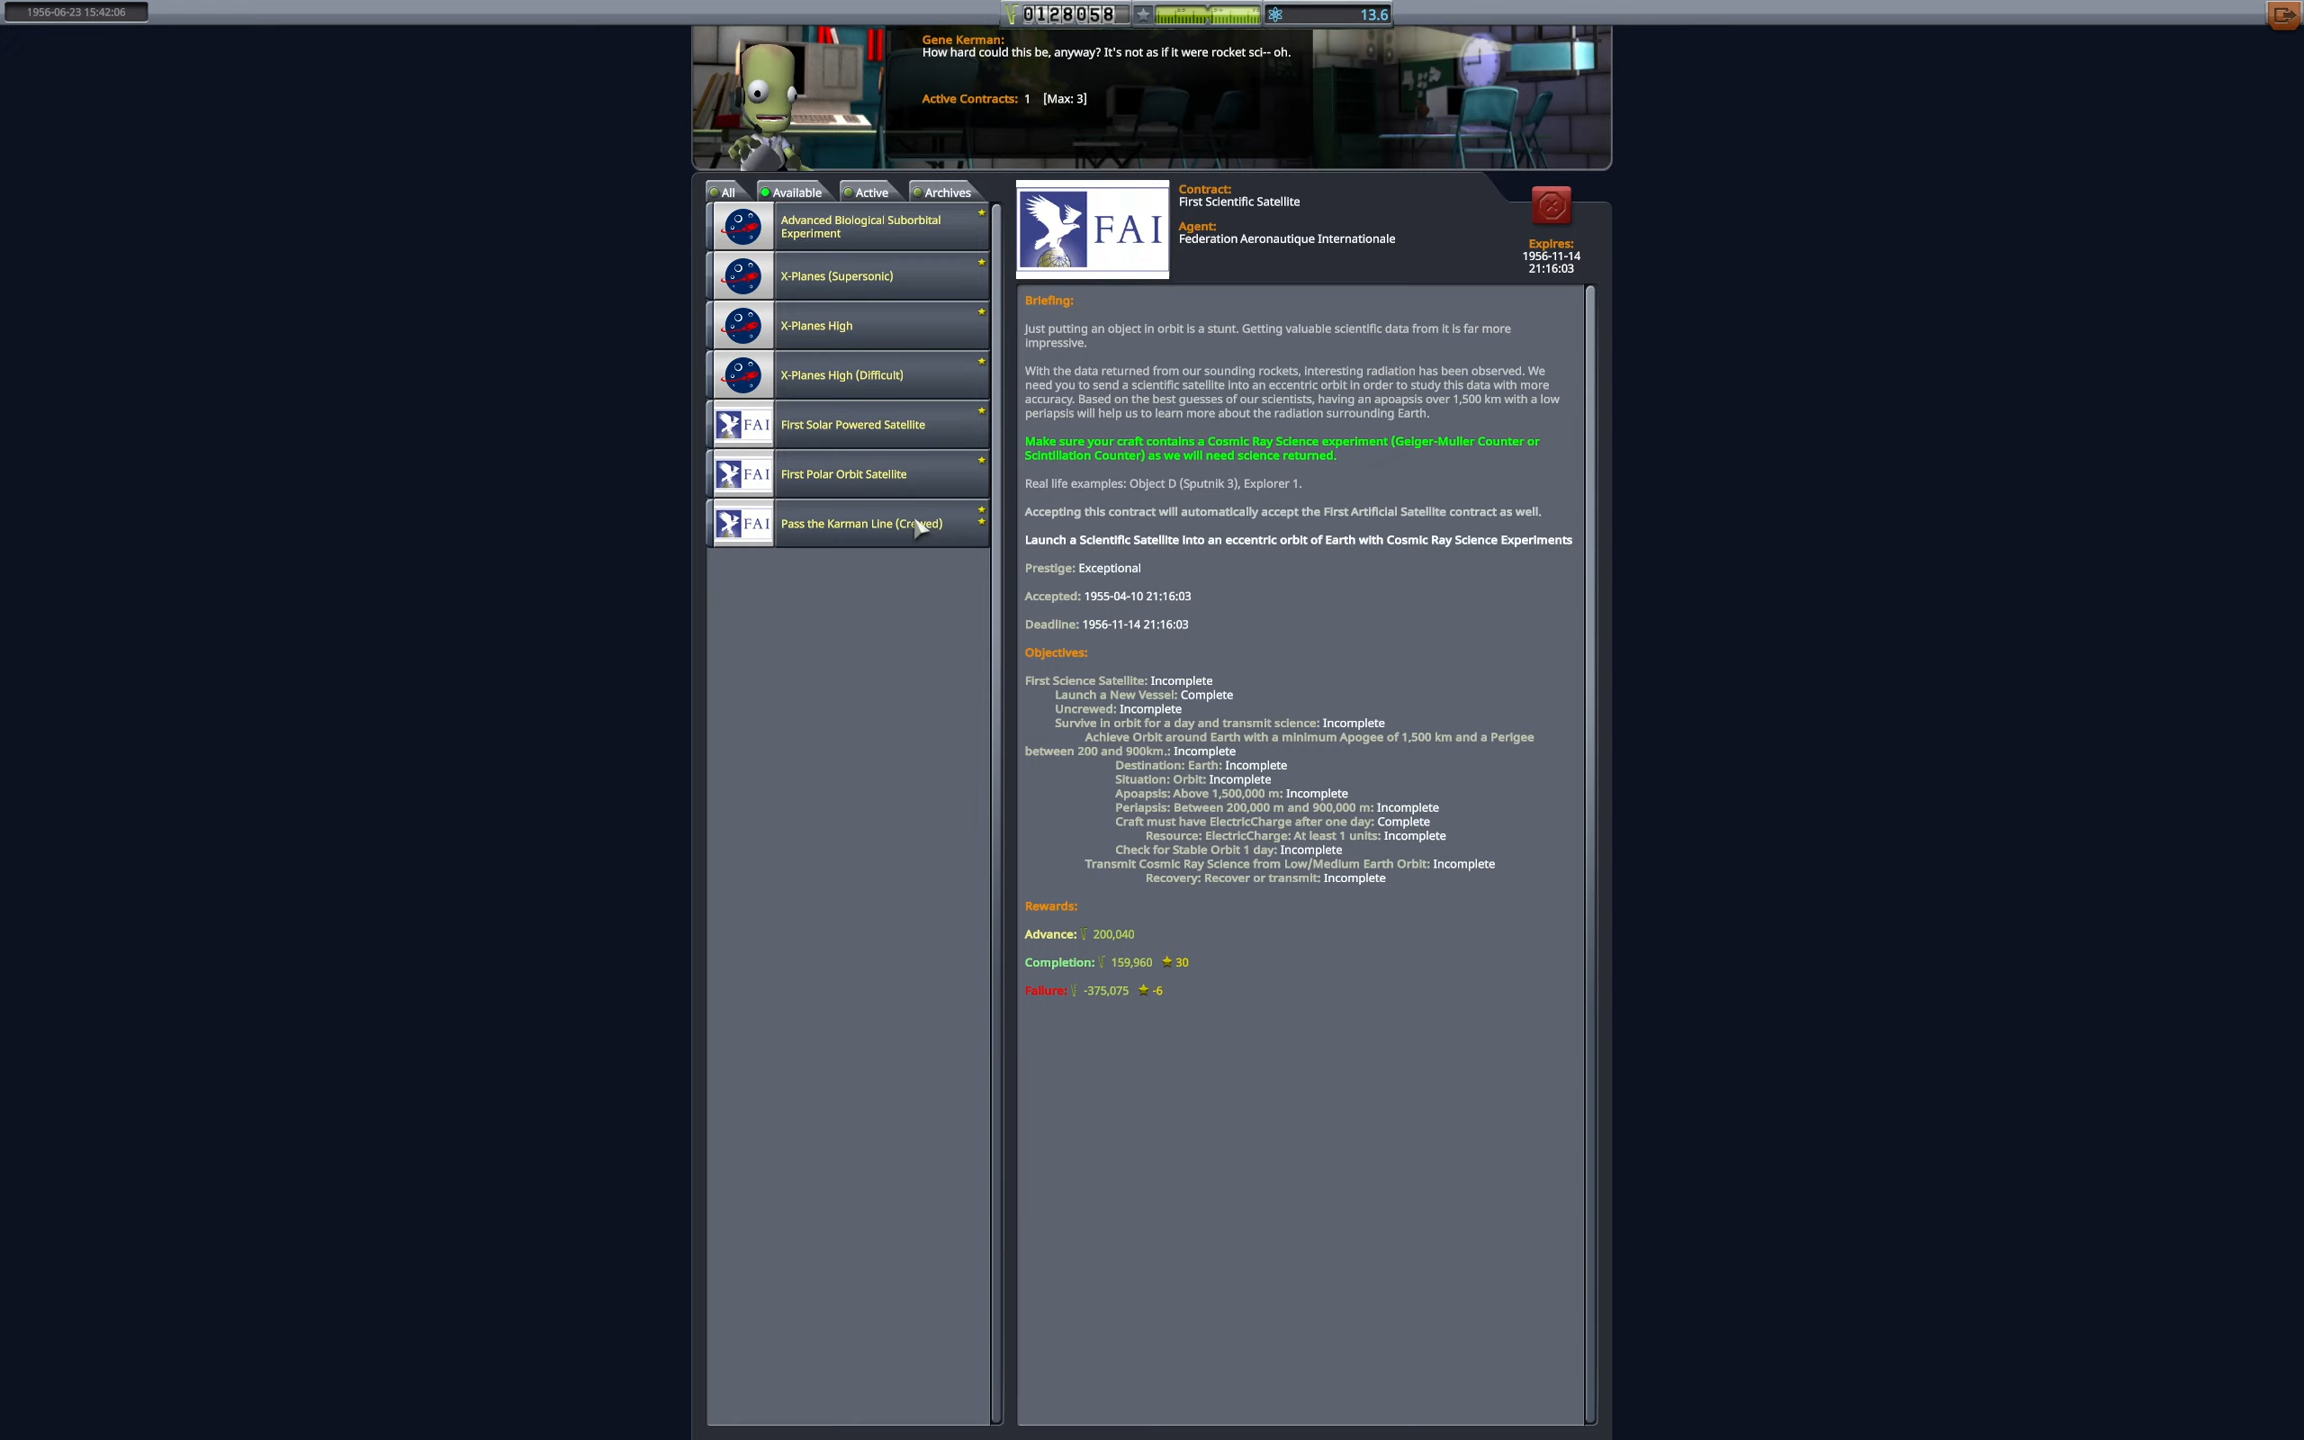 1956-06-23 15:42:06
0128058
13.6
Gene Kerman:
How hard could this be, anyway? It's not as if it were rocket sci-- oh.
Active Contracts: 1 [Max: 3]
All Available Active Archives
Advanced Biological Suborbital
Experiment
X-Planes (Supersonic)
X-Planes High
X-Planes High (Difficult)
FAI
First Solar Powered Satellite
FAI
First Polar Orbit Satellite
FAI
Pass the Karman Line (Crewed)
FAI
Contract:
First Scientific Satellite
Agent:
Federation Aeronautique Internationale
Expires:
1956-11-14
21:16:03
Briefing:
Just putting an object in orbit is a stunt. Getting valuable scientific data from it is far more
impressive.
With the data returned from our sounding rockets, interesting radiation has been observed. We
need you to send a scientific satellite into an eccentric orbit in order to study this data with more
accuracy. Based on the best guesses of our scientists, having an apoapsis over 1,500 km with a low
periapsis will help us to learn more about the radiation surrounding Earth.
Make sure your craft contains a Cosmic Ray Science experiment (Geiger-Muller Counter or
Scintillation Counter) as we will need science returned.
Real life examples: Object D (Sputnik 3), Explorer 1.
Accepting this contract will automatically accept the First Artificial Satellite contract as well.
Launch a Scientific Satellite into an eccentric orbit of Earth with Cosmic Ray Science Experiments
Prestige: Exceptional
Accepted: 1955-04-10 21:16:03
Deadline: 1956-11-14 21:16:03
Objectives:
First Science Satellite: Incomplete
Launch a New Vessel: Complete
Uncrewed: Incomplete
Survive in orbit for a day and transmit science: Incomplete
Achieve Orbit around Earth with a minimum Apogee of 1,500 km and a Perigee
between 200 and 900km.: Incomplete
Destination: Earth: Incomplete
Situation: Orbit: Incomplete
Apoapsis: Above 1,500,000 m: Incomplete
Periapsis: Between 200,000 m and 900,000 m: Incomplete
Craft must have ElectricCharge after one day: Complete
Resource: ElectricCharge: At least 1 units: Incomplete
Check for Stable Orbit 1 day: Incomplete
Transmit Cosmic Ray Science from Low/Medium Earth Orbit: Incomplete
Recovery: Recover or transmit: Incomplete
Rewards:
Advance: 200,040
Completion: 159,960 30
Failure: -375,075 -6